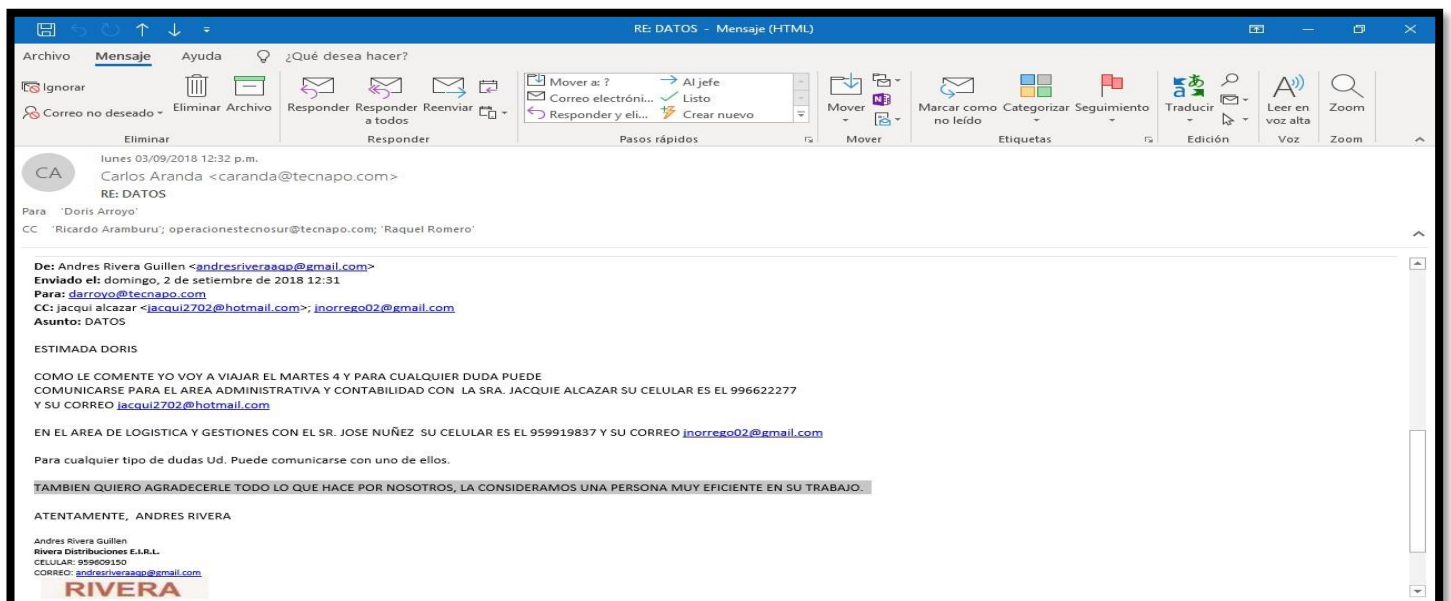 RE: DATOS - Mensaje (HTML)
Archivo Mensaje Ayuda ¿Qué desea hacer?
Ignorar
Correo no deseado
Eliminar Archivo
Eliminar
Responder Responder a todos Reenviar
Responder
Mover a: ? Al jefe
Correo electróni... Listo
Responder y eli... Crear nuevo
Pasos rápidos
Mover
Mover
Marcar como no leído Categorizar Seguimiento
Etiquetas
Traducir
Edición
Leer en voz alta
Voz
Zoom
Zoom
CA
lunes 03/09/2018 12:32 p.m.
Carlos Aranda <caranda@tecnapo.com>
RE: DATOS
Para 'Doris Arroyo'
CC 'Ricardo Aramburu'; operacionestecnosur@tecnapo.com; 'Raquel Romero'
De: Andres Rivera Guillen <andresriveraaqp@gmail.com>
Enviado el: domingo, 2 de setiembre de 2018 12:31
Para: darroyo@tecnapo.com
CC: jacqui alcazar <jacqui2702@hotmail.com>; jnorrego02@gmail.com
Asunto: DATOS
ESTIMADA DORIS
COMO LE COMENTE YO VOY A VIAJAR EL MARTES 4 Y PARA CUALQUIER DUDA PUEDE
COMUNICARSE PARA EL AREA ADMINISTRATIVA Y CONTABILIDAD CON LA SRA. JACQUIE ALCAZAR SU CELULAR ES EL 996622277
Y SU CORREO jacqui2702@hotmail.com
EN EL AREA DE LOGISTICA Y GESTIONES CON EL SR. JOSE NUÑEZ SU CELULAR ES EL 959919837 Y SU CORREO jnorrego02@gmail.com
Para cualquier tipo de dudas Ud. Puede comunicarse con uno de ellos.
TAMBIEN QUIERO AGRADECERLE TODO LO QUE HACE POR NOSOTROS, LA CONSIDERAMOS UNA PERSONA MUY EFICIENTE EN SU TRABAJO.
ATENTAMENTE, ANDRES RIVERA
Andres Rivera Guillen
Rivera Distribuciones E.I.R.L.
CELULAR: 959609150
CORREO: andresriveraaqp@gmail.com
RIVERA